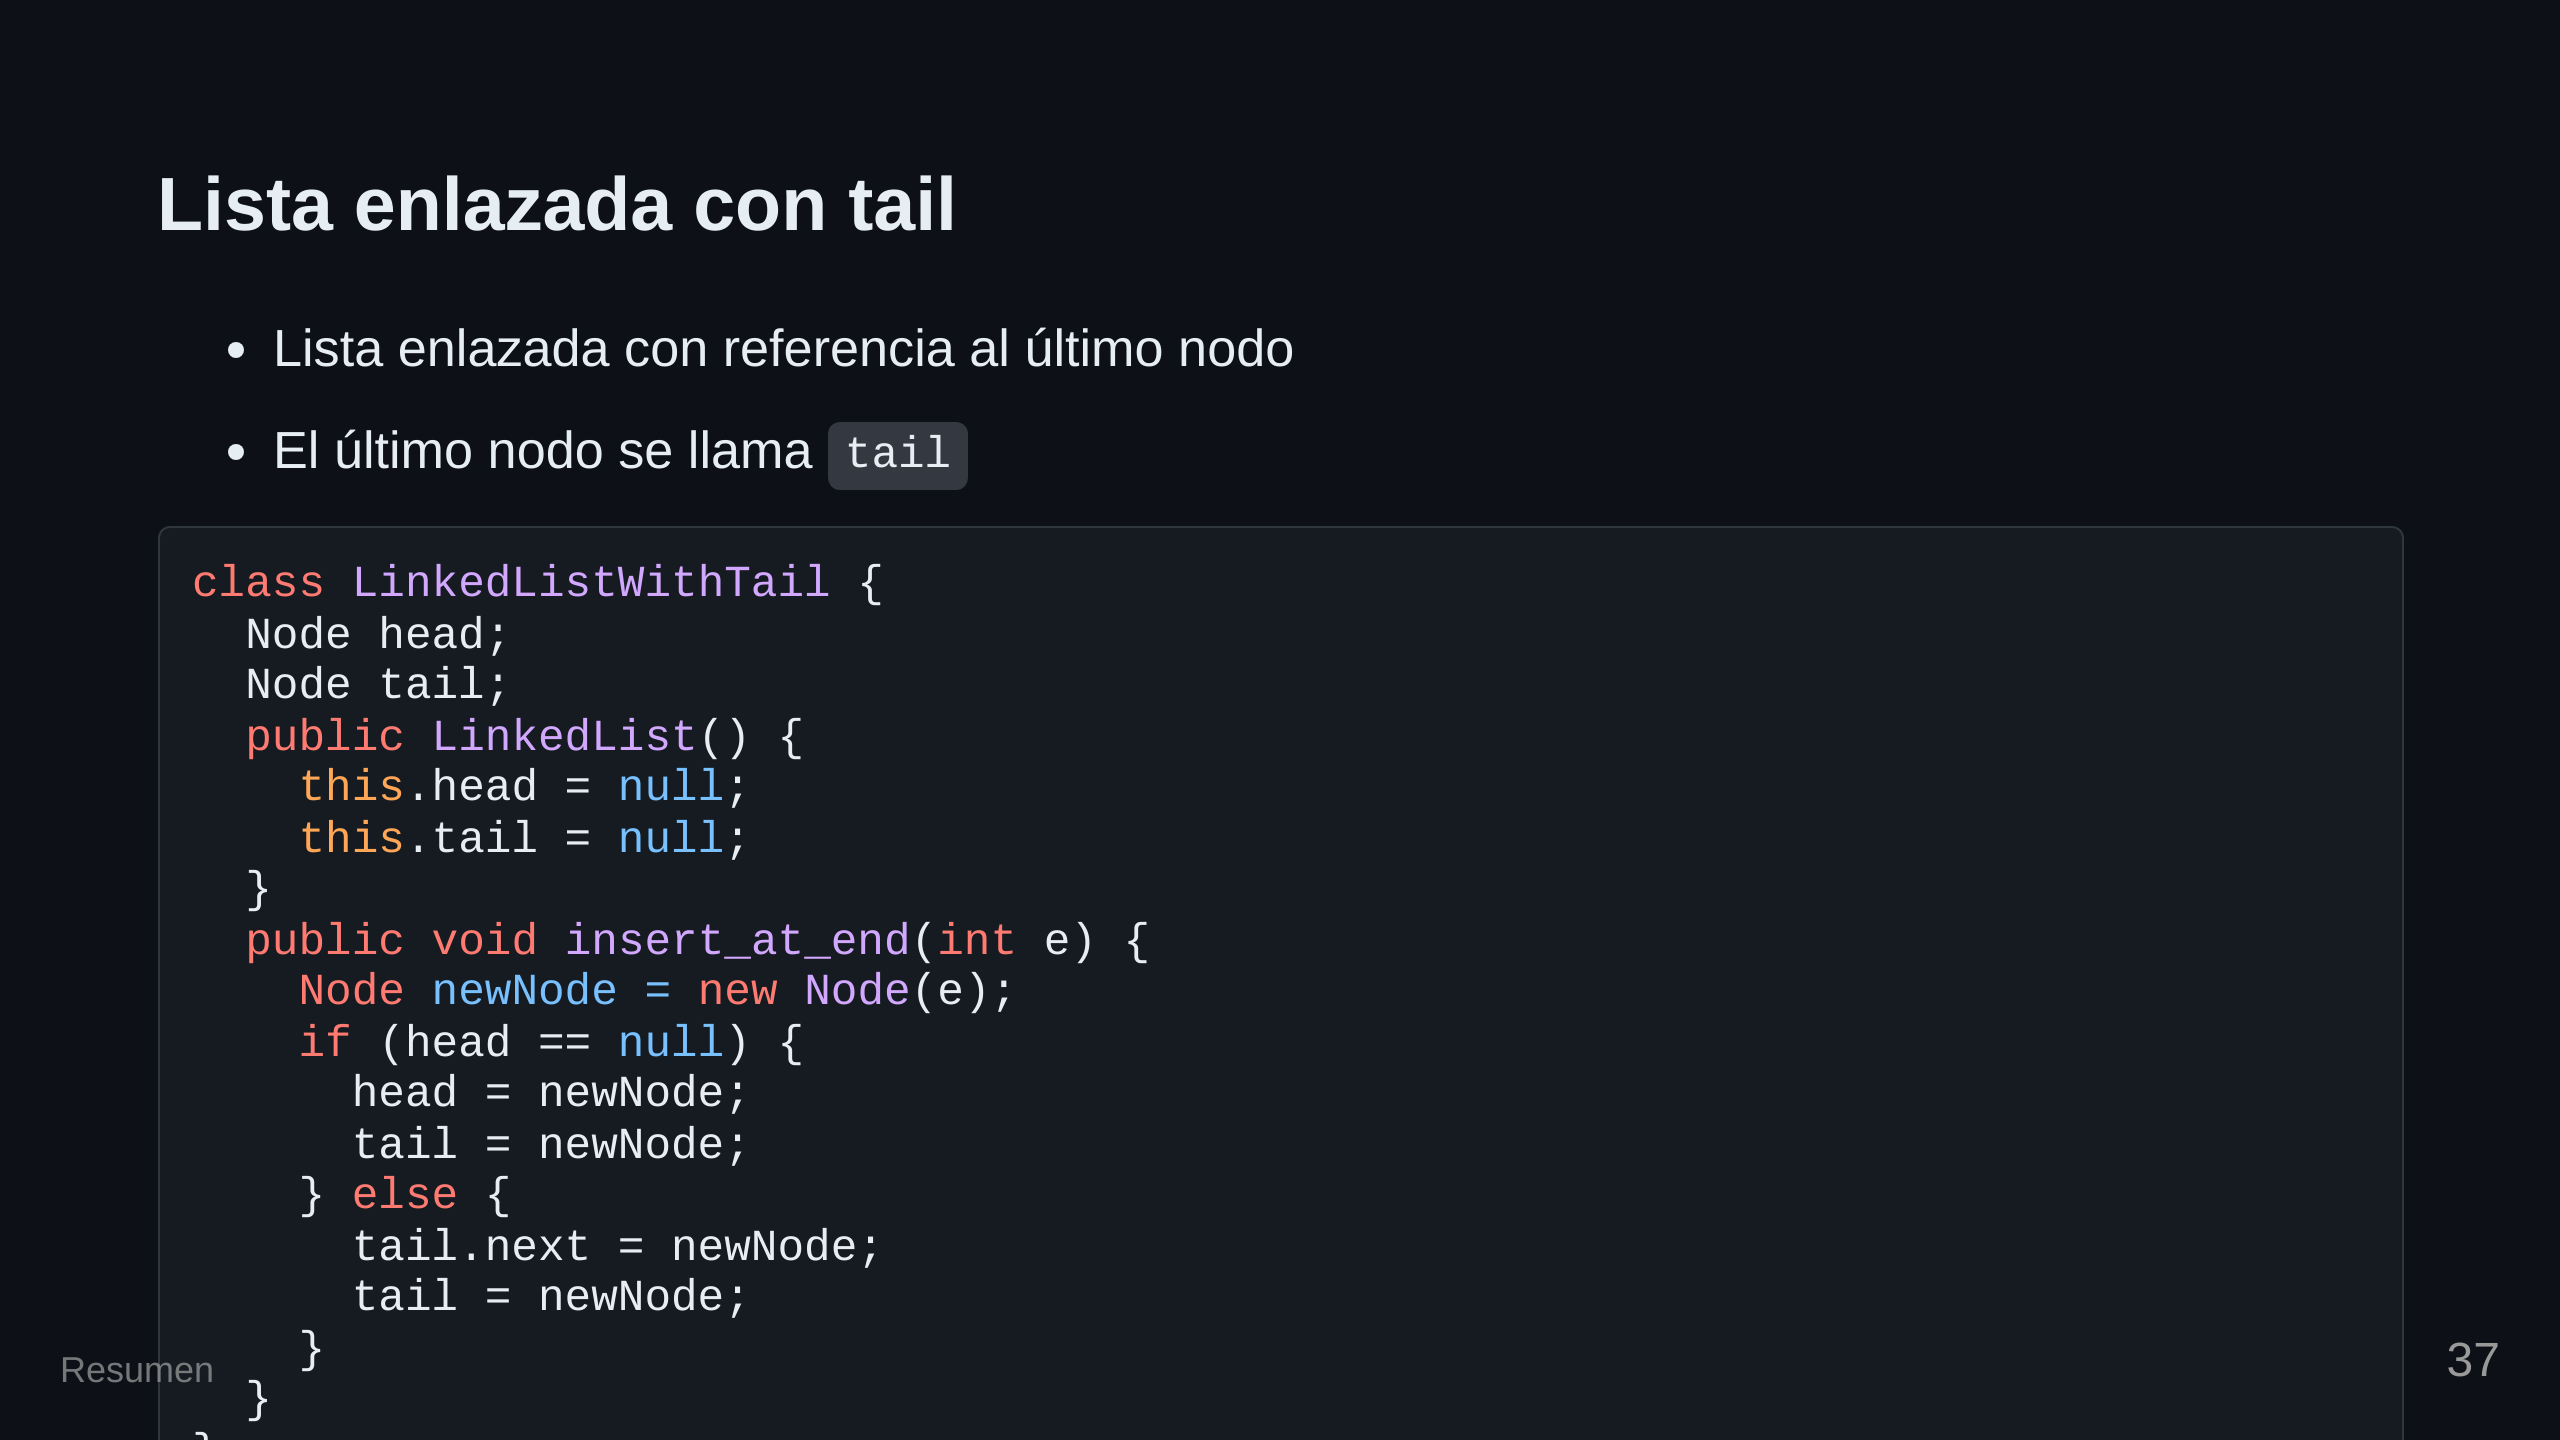 Lista enlazada con tail
• Lista enlazada con referencia al último nodo
• El último nodo se llama tail
class LinkedListWithTail {
  Node head;
  Node tail;
  public LinkedList() {
    this.head = null;
    this.tail = null;
  }
  public void insert_at_end(int e) {
    Node newNode = new Node(e);
    if (head == null) {
      head = newNode;
      tail = newNode;
    } else {
      tail.next = newNode;
      tail = newNode;
    }
  }
}
Resumen
37